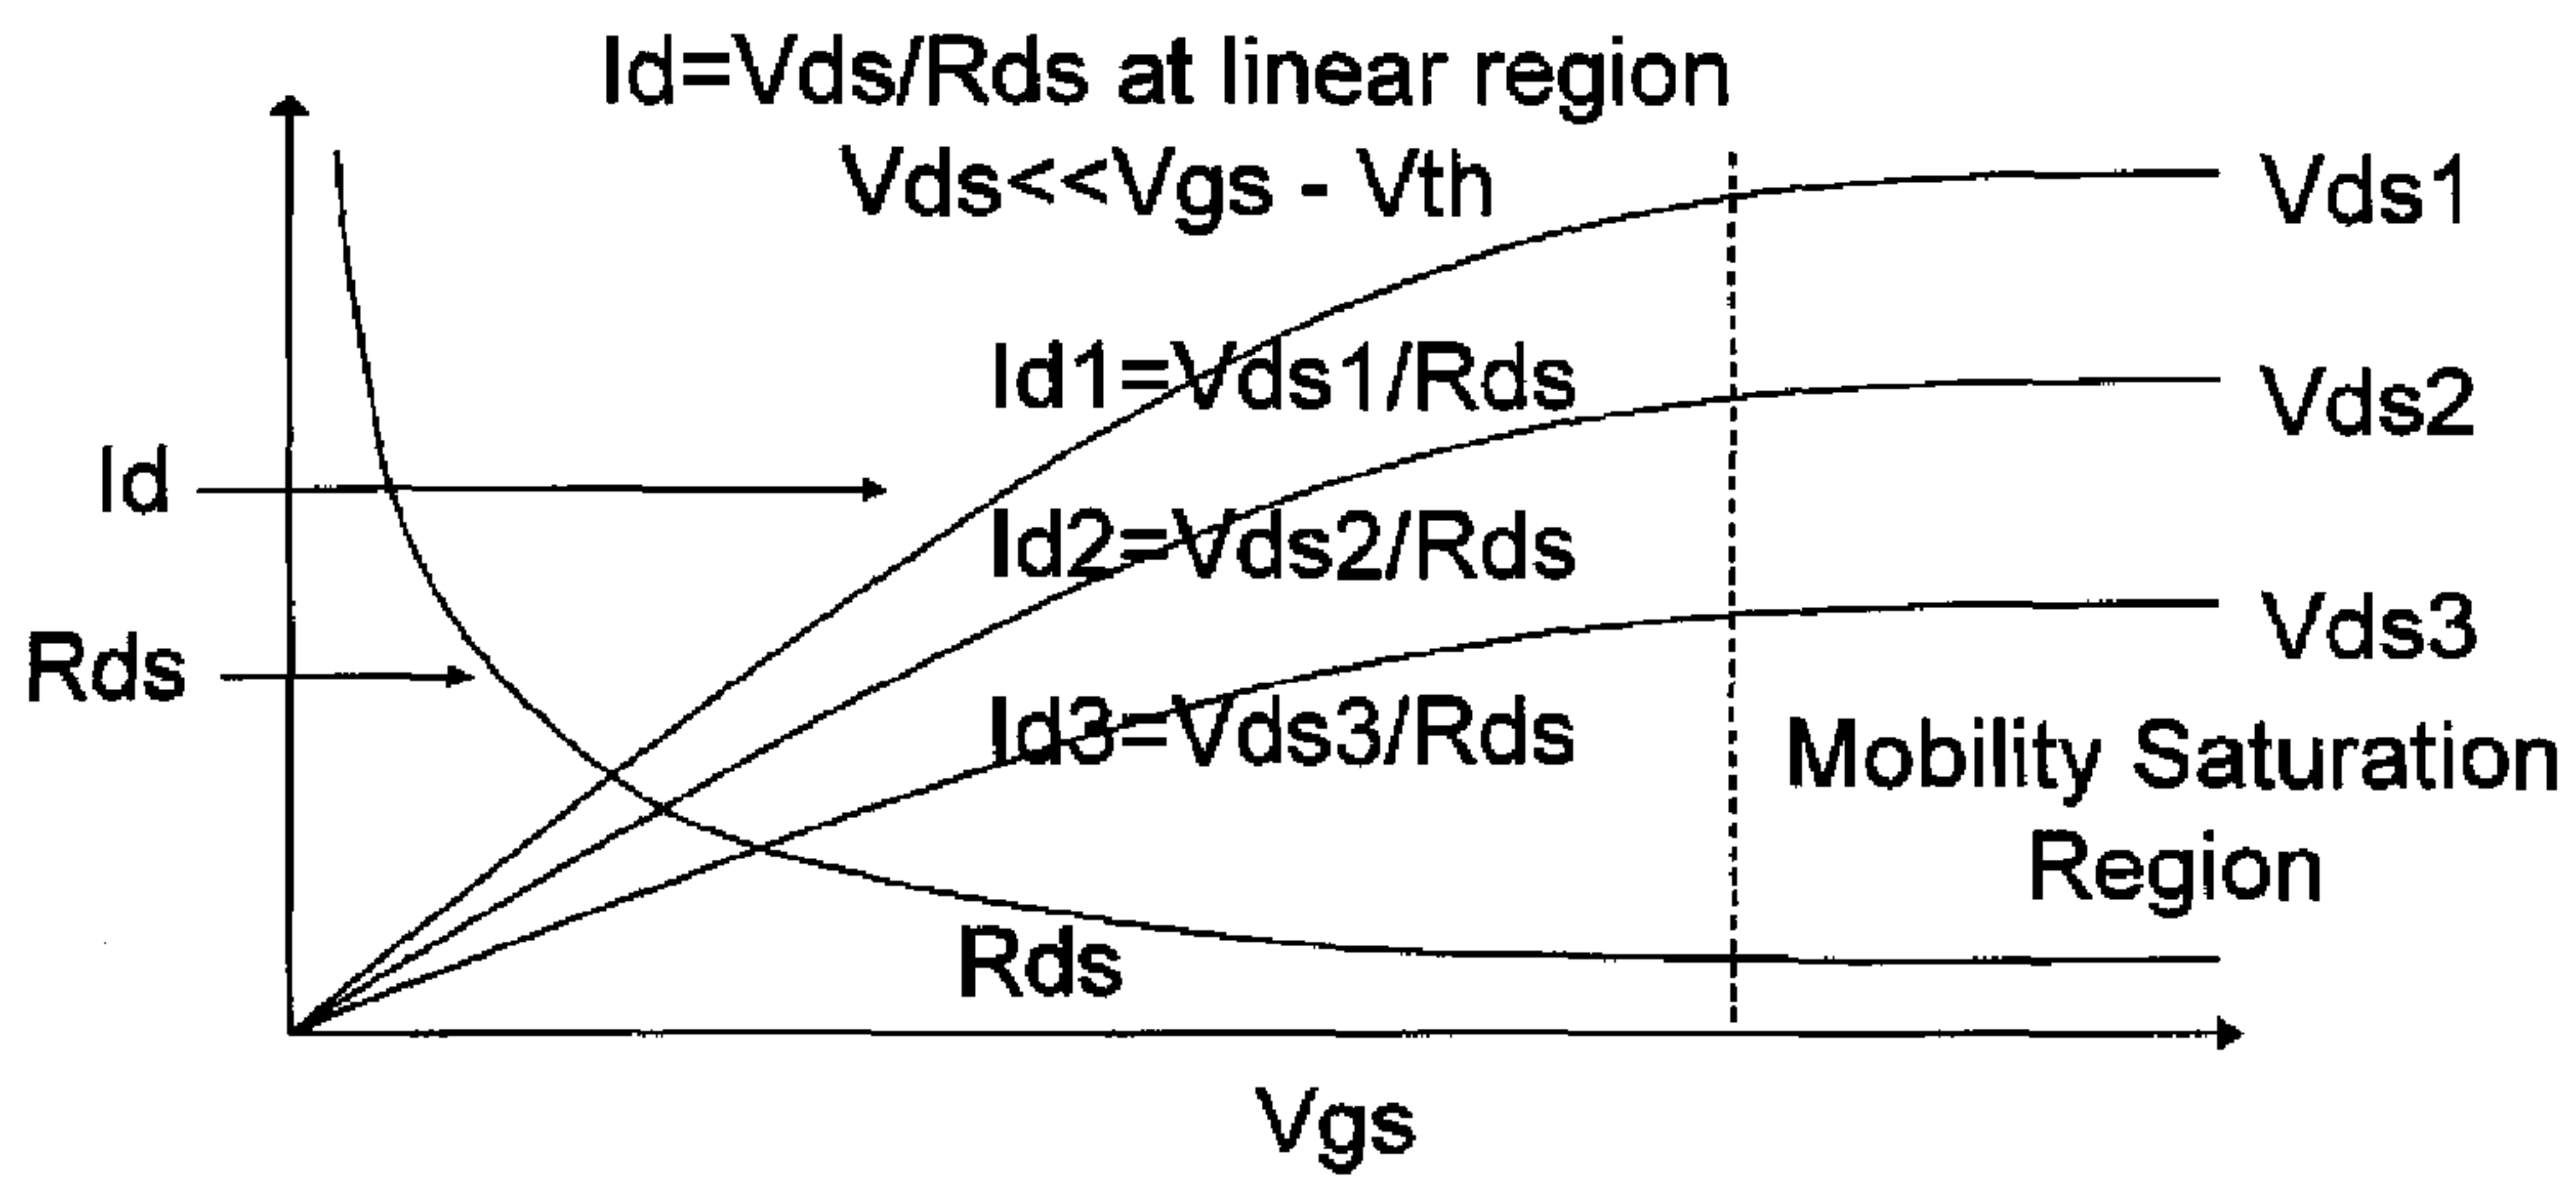 Id=Vds/Rds at linear region
Vds<<Vgs - Vth
Vds1
Id1=Vds1/Rds
Vds2
Id
Id2=Vds2/Rds
Vds3
Rds
Id3=Vds3/Rds
Mobility Saturation
Region
Rds
Vgs